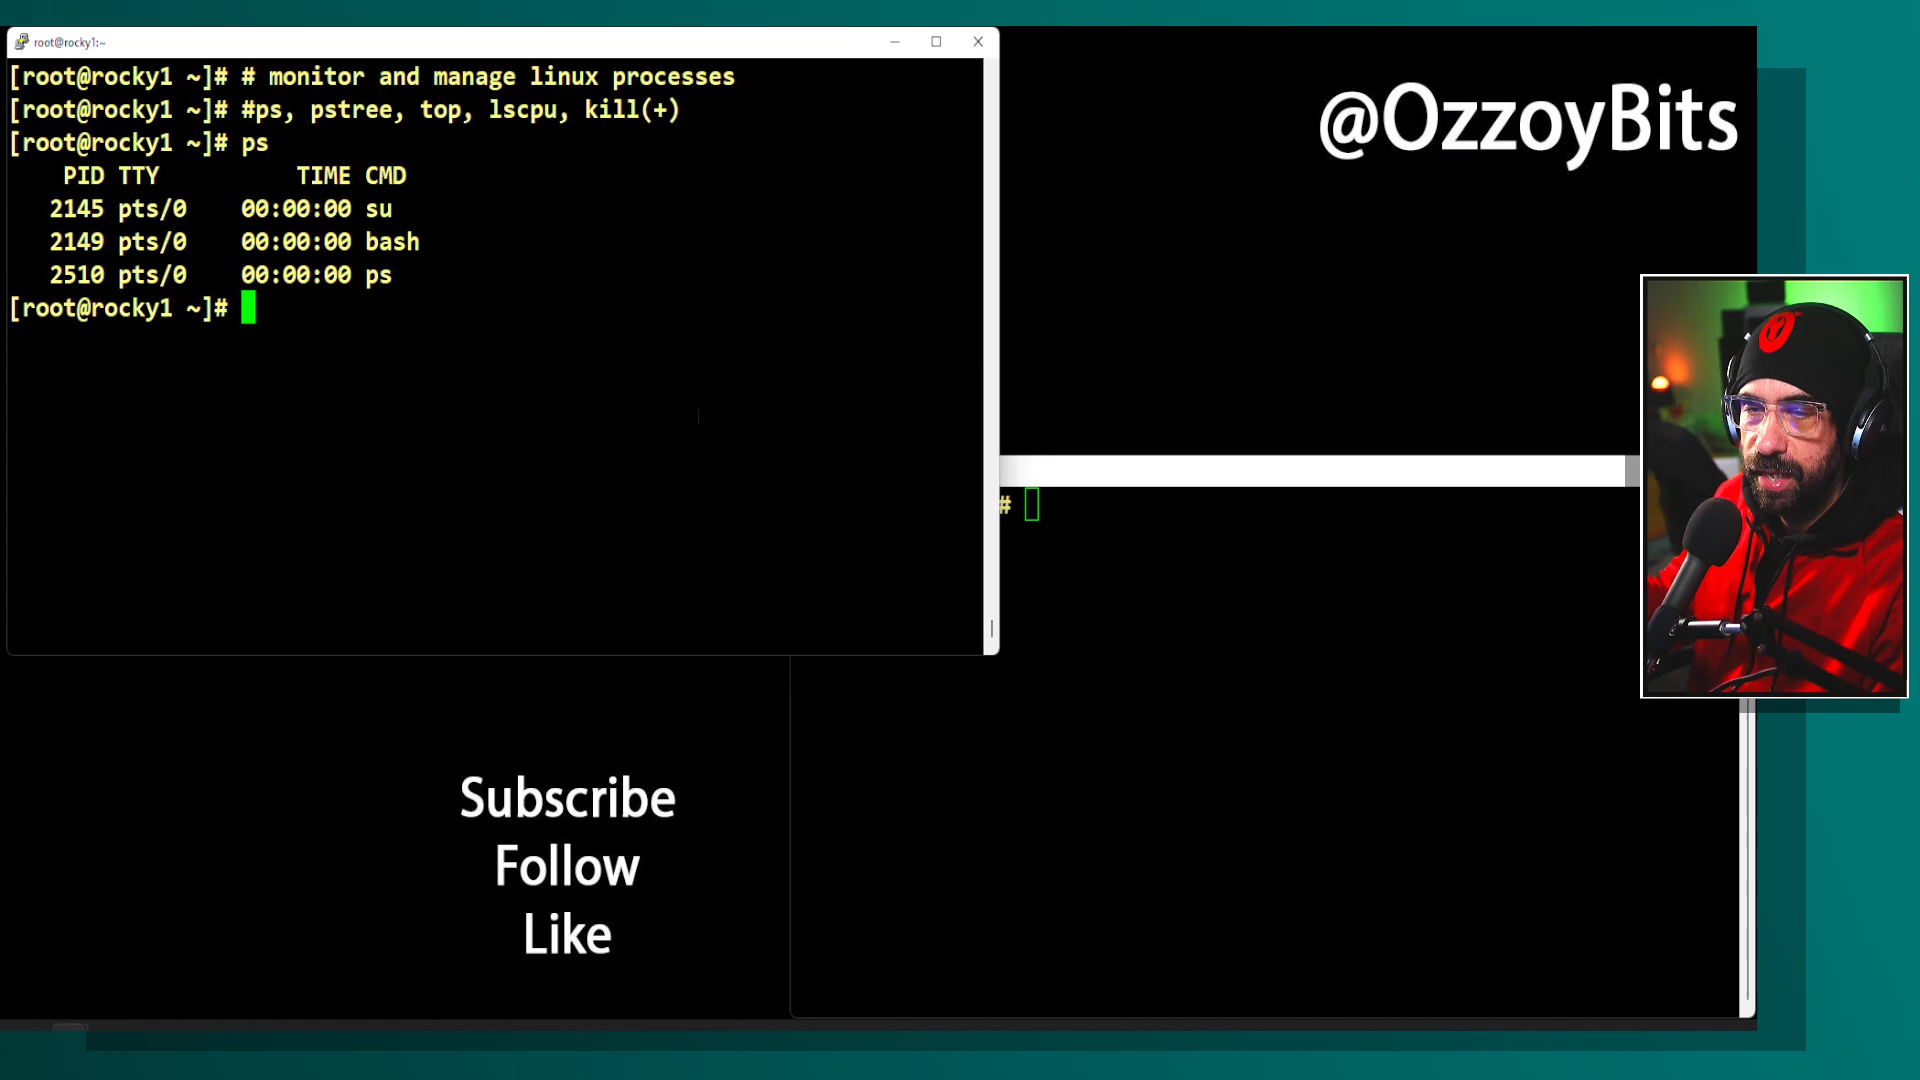 root@rocky1:~
[root@rocky1 ~]# # monitor and manage linux processes
[root@rocky1 ~]# #ps, pstree, top, lscpu, kill(+)
[root@rocky1 ~]# ps
PID TTY TIME CMD
2145 pts/0 00:00:00 su
2149 pts/0 00:00:00 bash
2510 pts/0 00:00:00 ps
[root@rocky1 ~]#
@OzzoyBits
#
Subscribe
Follow
Like